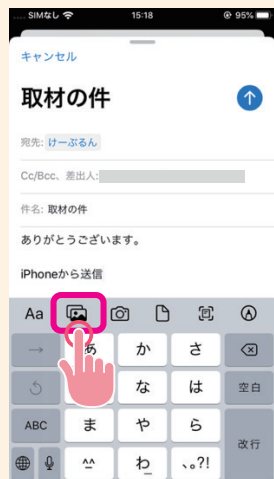 SIMなし 15:18 95%
キャンセル
取材の件
宛先: けーぶるん
Cc/Bcc、差出人:
件名: 取材の件
ありがとうございます。
iPhoneから送信
Aa
→ あ か さ
な は 空白
ABC ま や ら
改行
^^ わ 、。?!